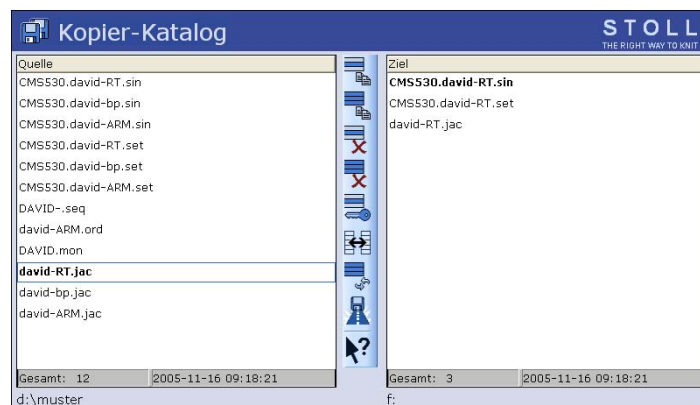 Kopier-Katalog
STOLL
THE RIGHT WAY TO KNIT
Quelle
CMS530.david-RT.sin
CMS530.david-bp.sin
CMS530.david-ARM.sin
CMS530.david-RT.set
CMS530.david-bp.set
CMS530.david-ARM.set
DAVID-.seq
david-ARM.ord
DAVID.mon
david-RT.jac
david-bp.jac
david-ARM.jac
Gesamt: 12 2005-11-16 09:18:21
d:\muster
?
Ziel
CMS530.david-RT.sin
CMS530.david-RT.set
david-RT.jac
Gesamt: 3 2005-11-16 09:18:21
f: